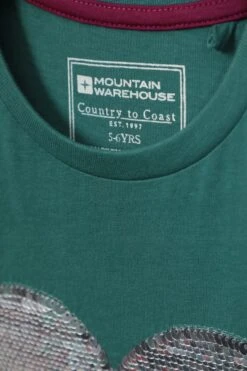 MOUNTAIN
WAREHOUSE
Country to Coast
EST. 1997
5-6YRS